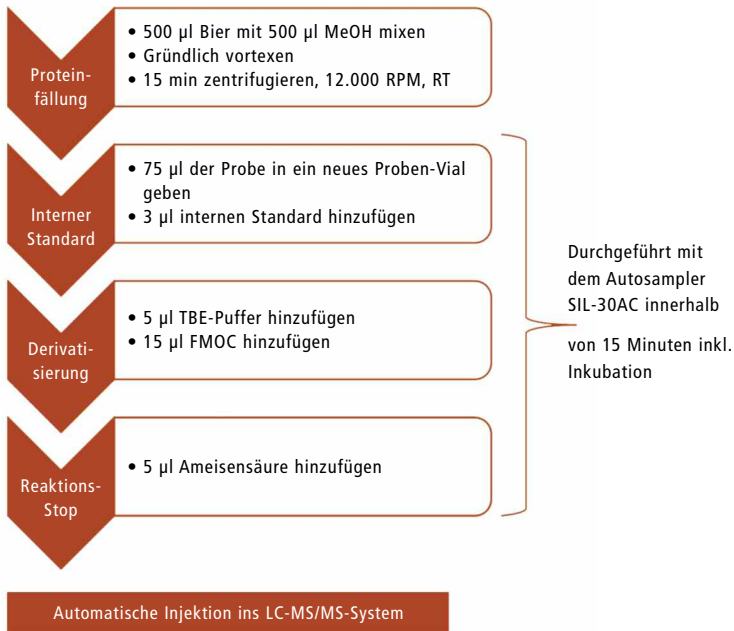 Protein-
fällung
• 500 µl Bier mit 500 µl MeOH mixen
• Gründlich vortexen
• 15 min zentrifugieren, 12.000 RPM, RT
Interner
Standard
• 75 µl der Probe in ein neues Proben-Vial
geben
• 3 µl internen Standard hinzufügen
Derivati-
sierung
• 5 µl TBE-Puffer hinzufügen
• 15 µl FMOC hinzufügen
Reaktions-
Stop
• 5 µl Ameisensäure hinzufügen
Durchgeführt mit
dem Autosampler
SIL-30AC innerhalb
von 15 Minuten inkl.
Inkubation
Automatische Injektion ins LC-MS/MS-System